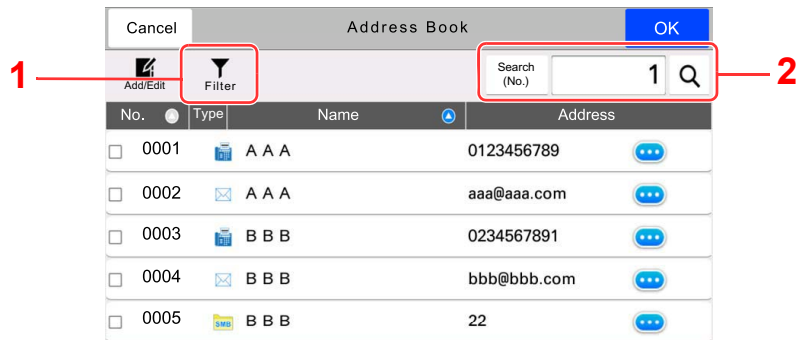 Cancel Address Book OK
1 Add/Edit Filter Search (No.) 1 2
No. Type Name Address
0001 A A A 0123456789
0002 A A A aaa@aaa.com
0003 B B B 0234567891
0004 B B B bbb@bbb.com
0005 SMB B B B 22